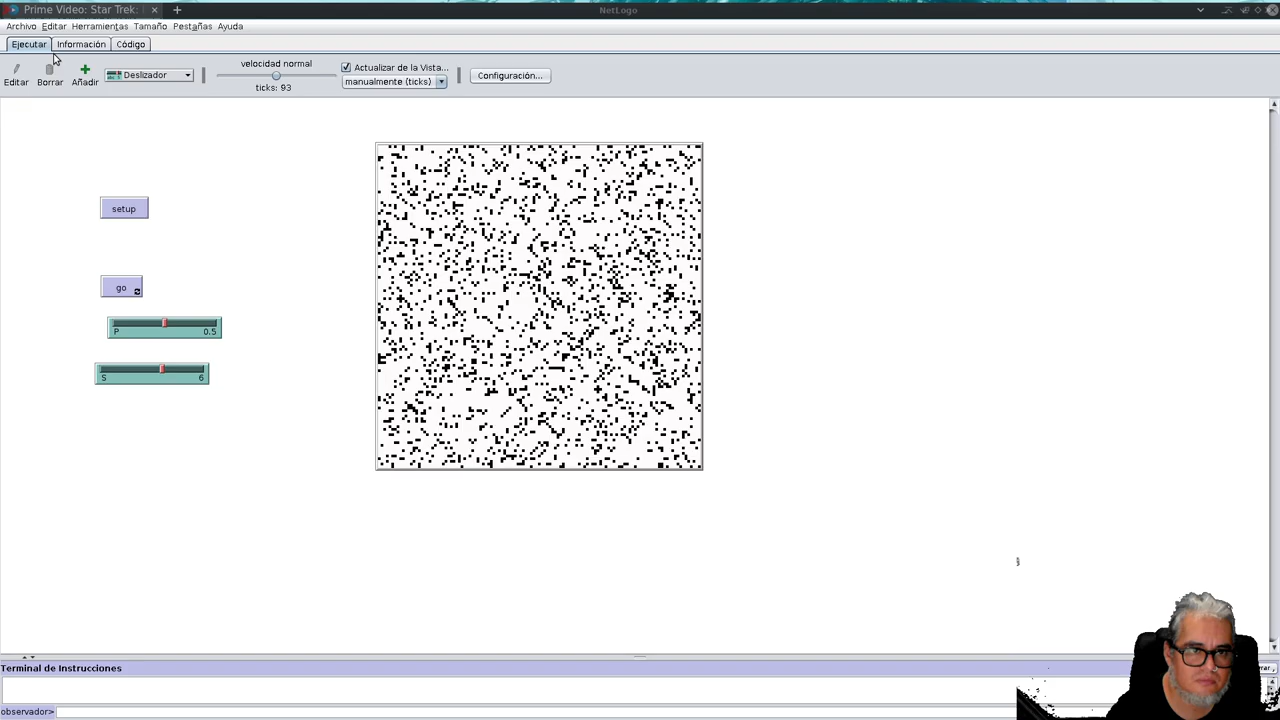 Prime Video: Star Trek:
NetLogo
Archivo Editar Herramientas Tamaño Pestañas Ayuda
Ejecutar Información Código
Editar Borrar Añadir Deslizador
velocidad normal
ticks: 93
Actualizar de la Vista...
manualmente (ticks)
Configuración...
setup
go
P 0.5
S 6
Terminal de Instrucciones
observador>